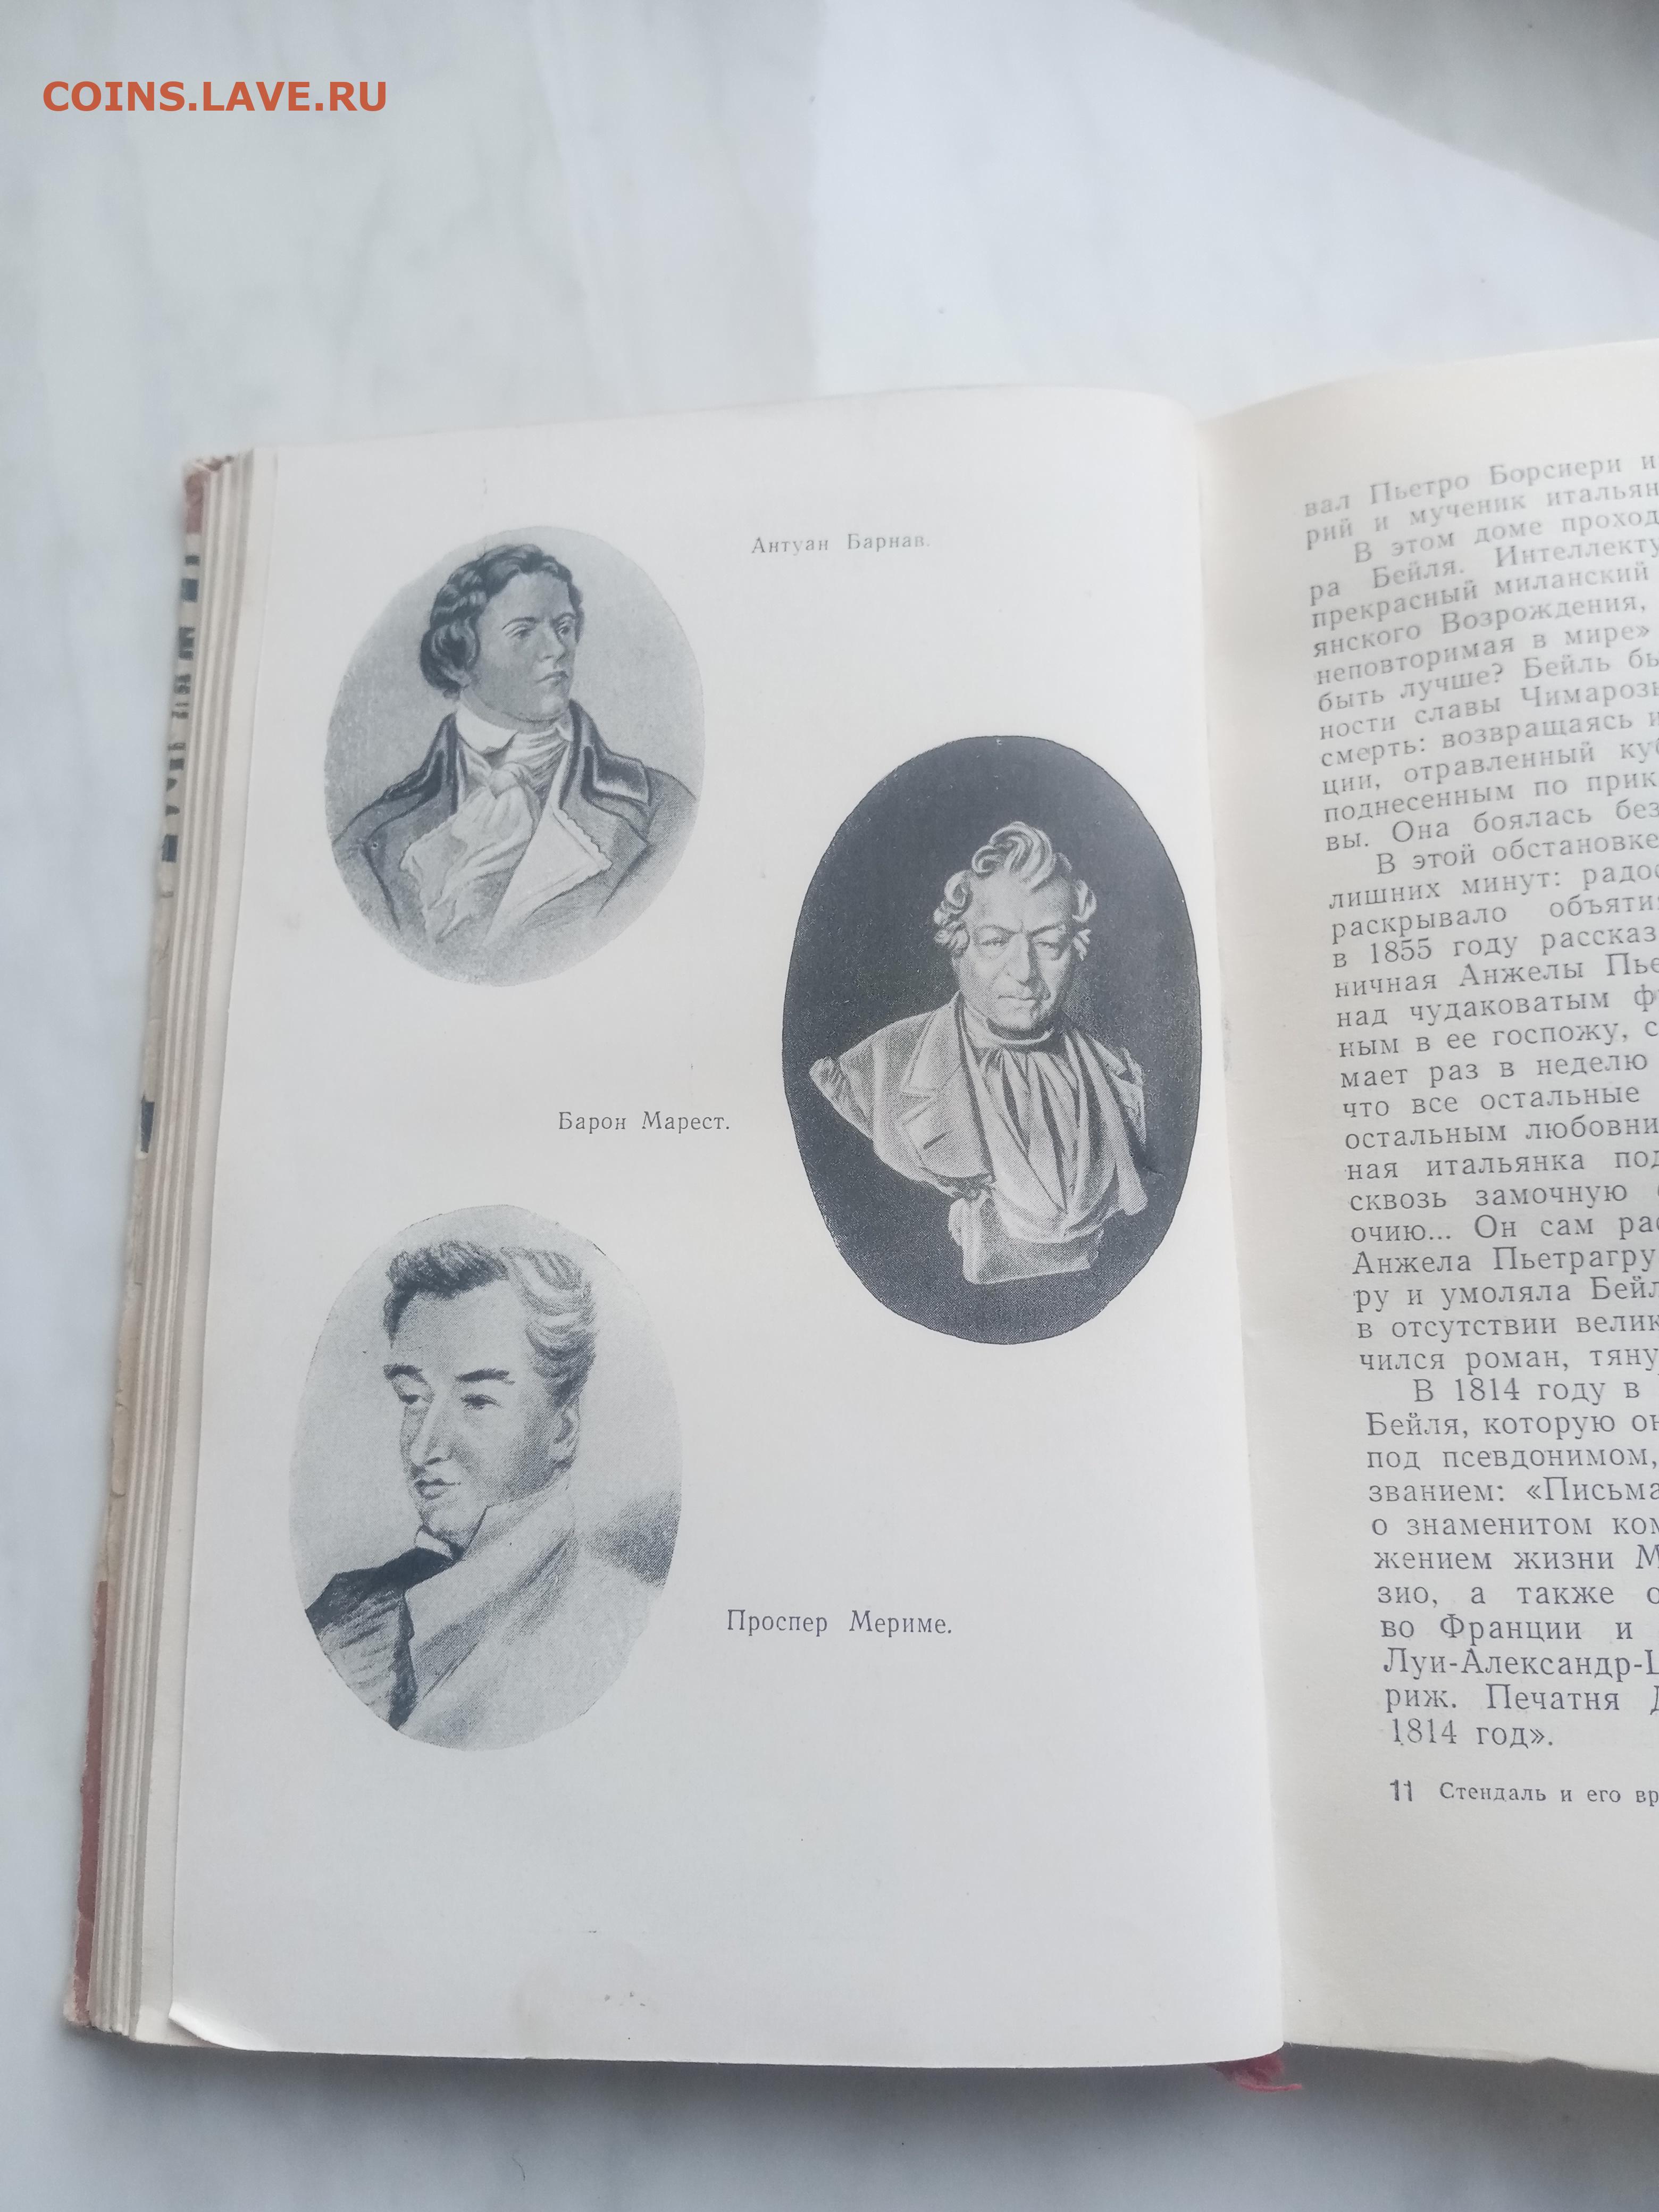 COINS.LAVE.RU
Антуан Барнав.
Барон Марест.
Проспер Мериме.
вал Пьетро Борсиери и
рий и мученик итальян
В этом доме проход
ра Бейля. Интеллекту
прекрасный миланский
янского Возрождения,
неповторимая в мире»
быть лучше? Бейль бы
ности славы Чимароз
смерть: возвращаясь и
ции, отравленный куб
поднесенным по прик
вы. Она боялась без
В этой обстановке
лишних минут: радос
раскрывало объяти
в 1855 году рассказ
ничная Анжелы Пье
над чудаковатым ф
ным в ее госпожу, с
мает раз в неделю
что все остальные
остальным любовни
ная итальянка под
сквозь замочную
очию... Он сам рас
Анжела Пьетрагру
ру и умоляла Бейл
в отсутствии велик
чился роман, тяну
В 1814 году в
Бейля, которую он
под псевдонимом,
званием: «Письма
о знаменитом ком
жением жизни М
зио, а также о
во Франции и
Луи-Александр-Ц
риж. Печатня Д
1814 год».
11 Стендаль и его вр